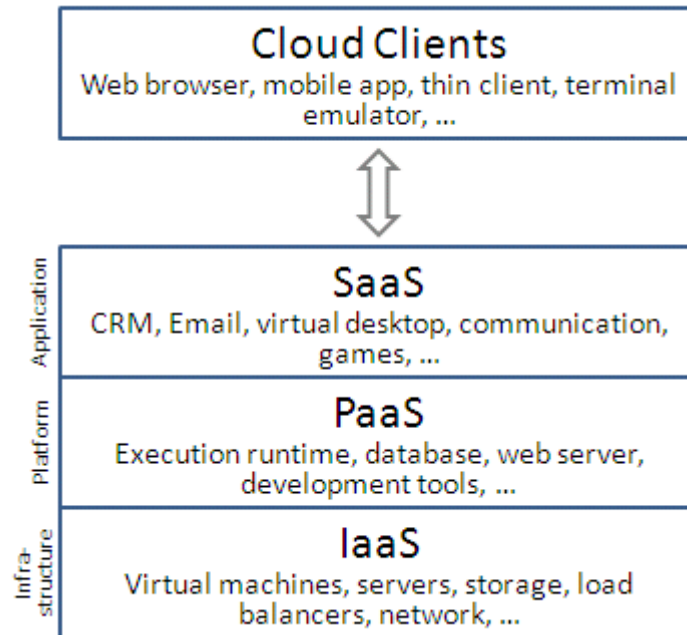 Cloud Clients
Web browser, mobile app, thin client, terminal
emulator, ...
Application
SaaS
CRM, Email, virtual desktop, communication,
games, ...
Platform
PaaS
Execution runtime, database, web server,
development tools, ...
Infra-
structure
IaaS
Virtual machines, servers, storage, load
balancers, network, ...